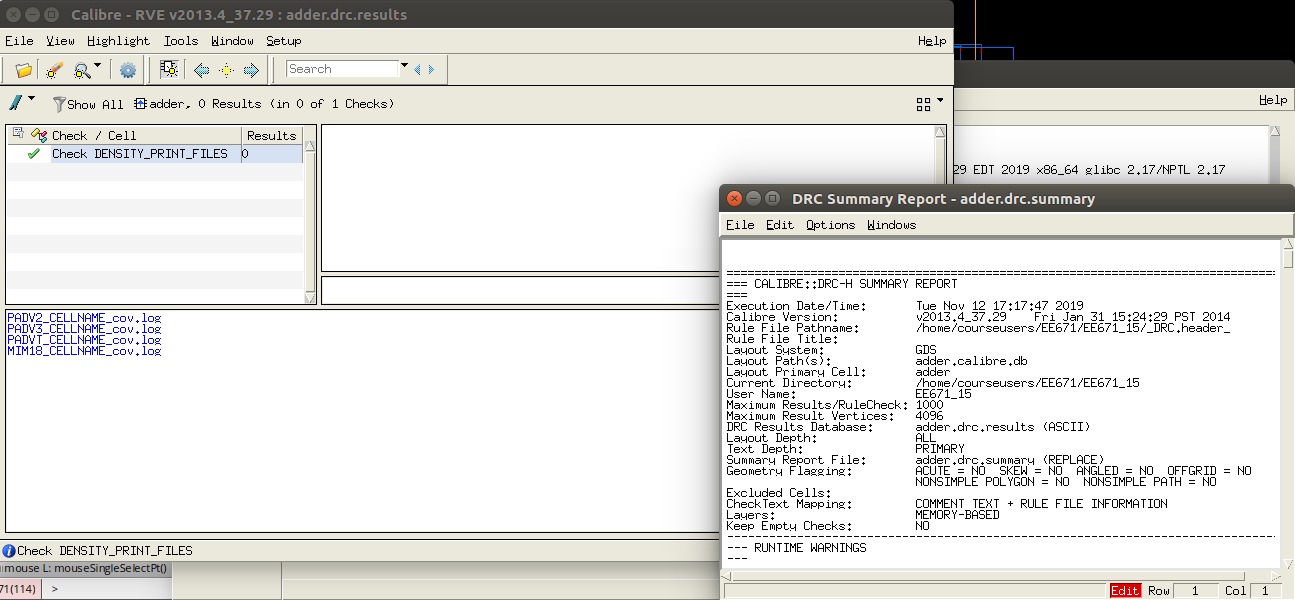 Calibre - RVE v2013.4_37.29 : adder.drc.results
File View Highlight Tools Window Setup Help
Search
Show All adder, 0 Results (in 0 of 1 Checks)
Check / Cell Results
Check DENSITY_PRINT_FILES 0
PADV2_CELLNAME_cov.log
PADV3_CELLNAME_cov.log
PADVT_CELLNAME_cov.log
MIM18_CELLNAME_cov.log
Check DENSITY_PRINT_FILES
mouse L: mouseSingleSelectPt()
71(114) >
Help
29 EDT 2019 x86_64 glibc 2.17/NPTL 2.17
DRC Summary Report - adder.drc.summary
File Edit Options Windows
=== CALIBRE::DRC-H SUMMARY REPORT
===
Execution Date/Time: Tue Nov 12 17:17:47 2019
Calibre Version: v2013.4_37.29 Fri Jan 31 15:24:29 PST 2014
Rule File Pathname: /home/courseusers/EE671/EE671_15/_DRC.header_
Rule File Title:
Layout System: GDS
Layout Path(s): adder.calibre.db
Layout Primary Cell: adder
Current Directory: /home/courseusers/EE671/EE671_15
User Name: EE671_15
Maximum Results/RuleCheck: 1000
Maximum Result Vertices: 4096
DRC Results Database: adder.drc.results (ASCII)
Layout Depth: ALL
Text Depth: PRIMARY
Summary Report File: adder.drc.summary (REPLACE)
Geometry Flagging: ACUTE = NO SKEW = NO ANGLED = NO OFFGRID = NO
NONSIMPLE POLYGON = NO NONSIMPLE PATH = NO
Excluded Cells:
CheckText Mapping: COMMENT TEXT + RULE FILE INFORMATION
Layers: MEMORY-BASED
Keep Empty Checks: NO
--- RUNTIME WARNINGS
---
Edit Row 1 Col 1